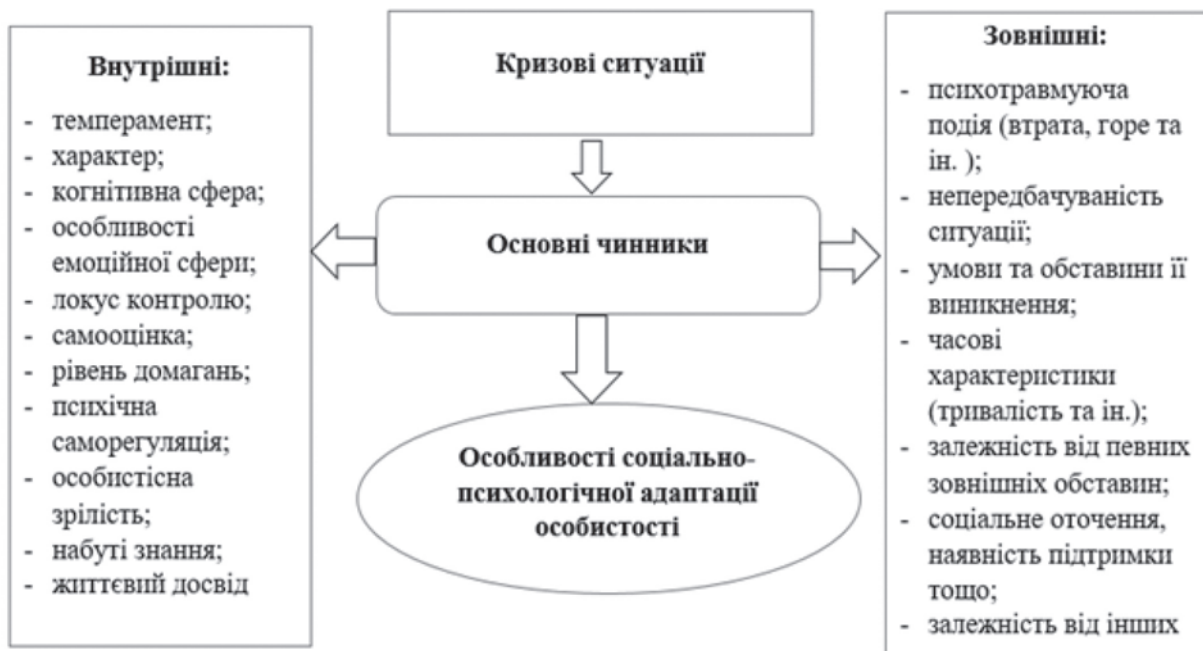 Внутрішні:
- темперамент;
- характер;
- когнітивна сфера;
- особливості
емоційної сфери;
- локус контролю;
- самооцінка;
- рівень домагань;
- психічна
саморегуляція;
- особистісна
зрілість;
- набуті знання;
- життєвий досвід
Кризові ситуації
Основні чинники
Особливості соціально-
психологічної адаптації
особистості
Зовнішні:
- психотравмуюча
подія (втрата, горе та
ін. );
- непередбачуваність
ситуації;
- умови та обставини її
виникнення;
- часові
характеристики
(тривалість та ін.);
- залежність від певних
зовнішніх обставин;
- соціальне оточення,
наявність підтримки
тощо;
- залежність від інших